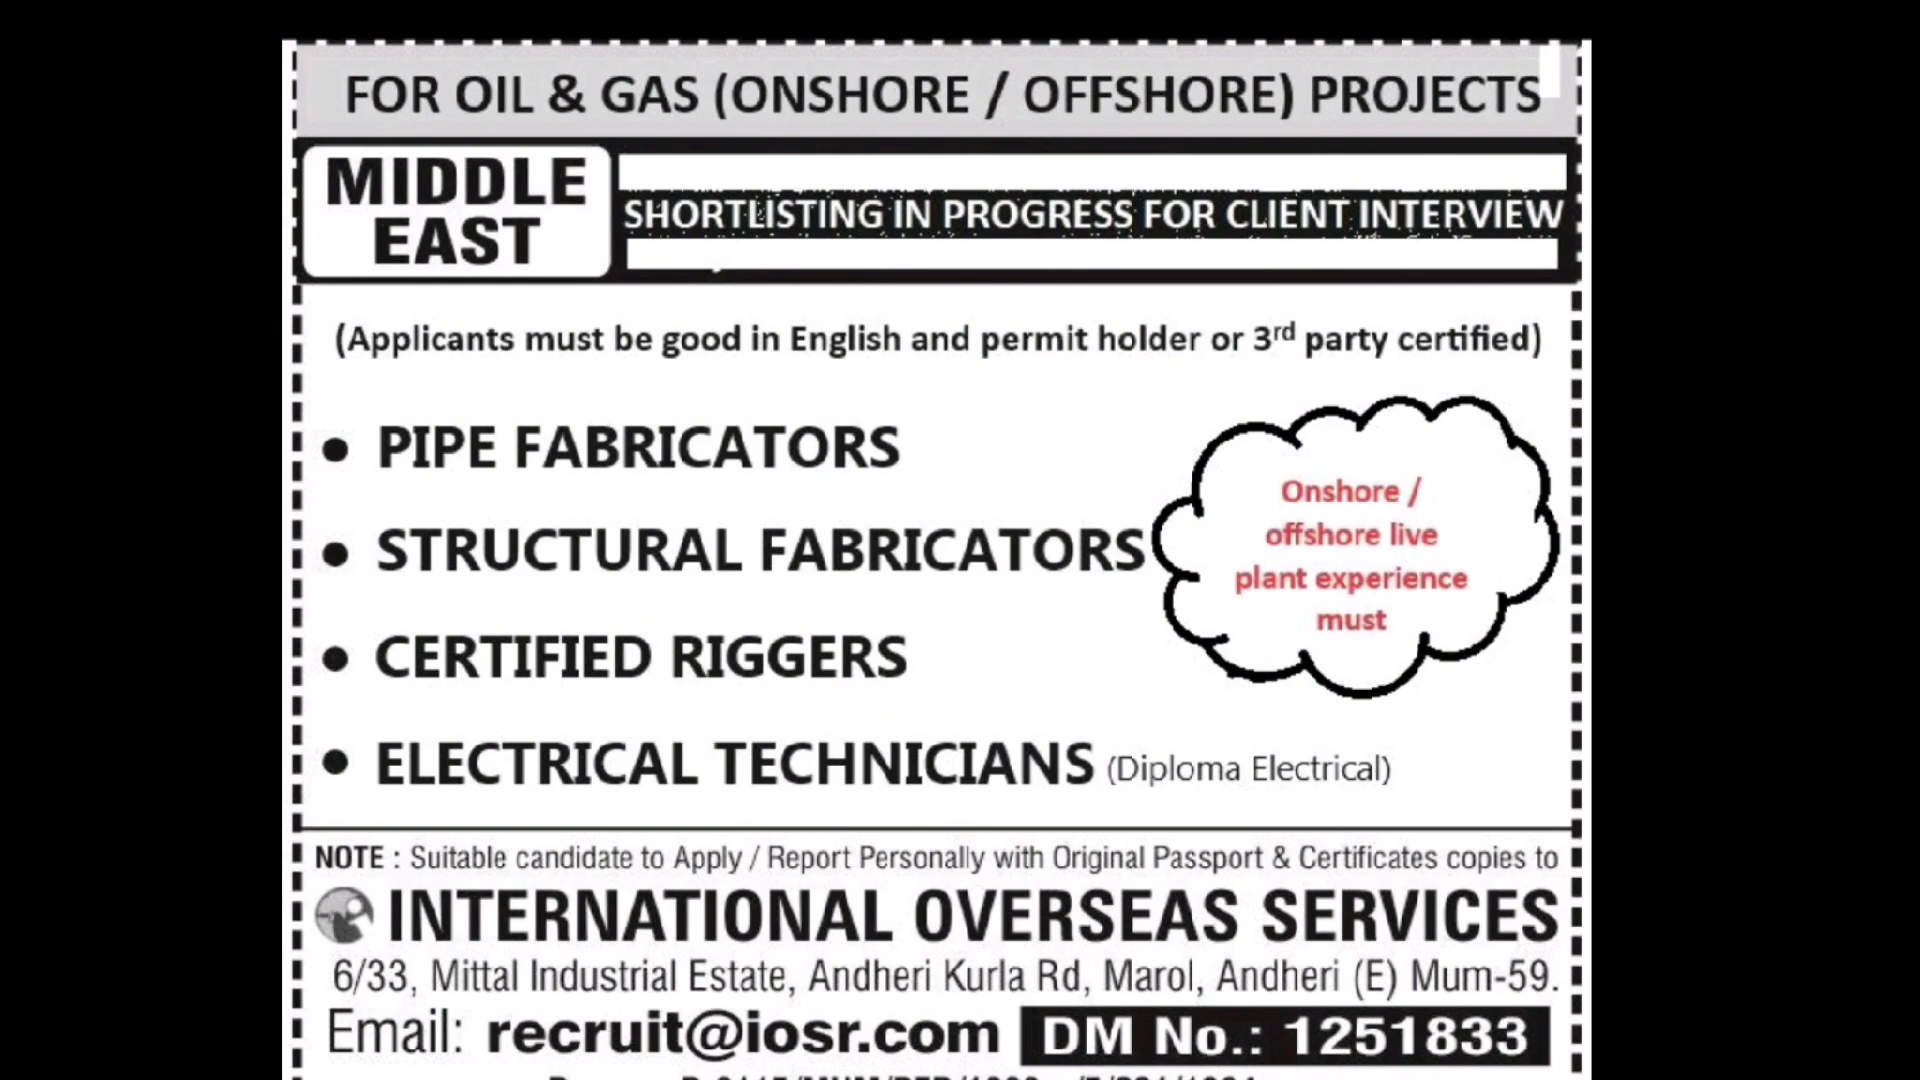 FOR OIL & GAS (ONSHORE / OFFSHORE) PROJECTS
MIDDLE EAST
SHORTLISTING IN PROGRESS FOR CLIENT INTERVIEW
(Applicants must be good in English and permit holder or 3rd party certified)
• PIPE FABRICATORS
• STRUCTURAL FABRICATORS
• CERTIFIED RIGGERS
• ELECTRICAL TECHNICIANS (Diploma Electrical)
Onshore /
offshore live
plant experience
must
NOTE : Suitable candidate to Apply / Report Personally with Original Passport & Certificates copies to
INTERNATIONAL OVERSEAS SERVICES
6/33, Mittal Industrial Estate, Andheri Kurla Rd, Marol, Andheri (E) Mum-59.
Email: recruit@iosr.com DM No.: 1251833